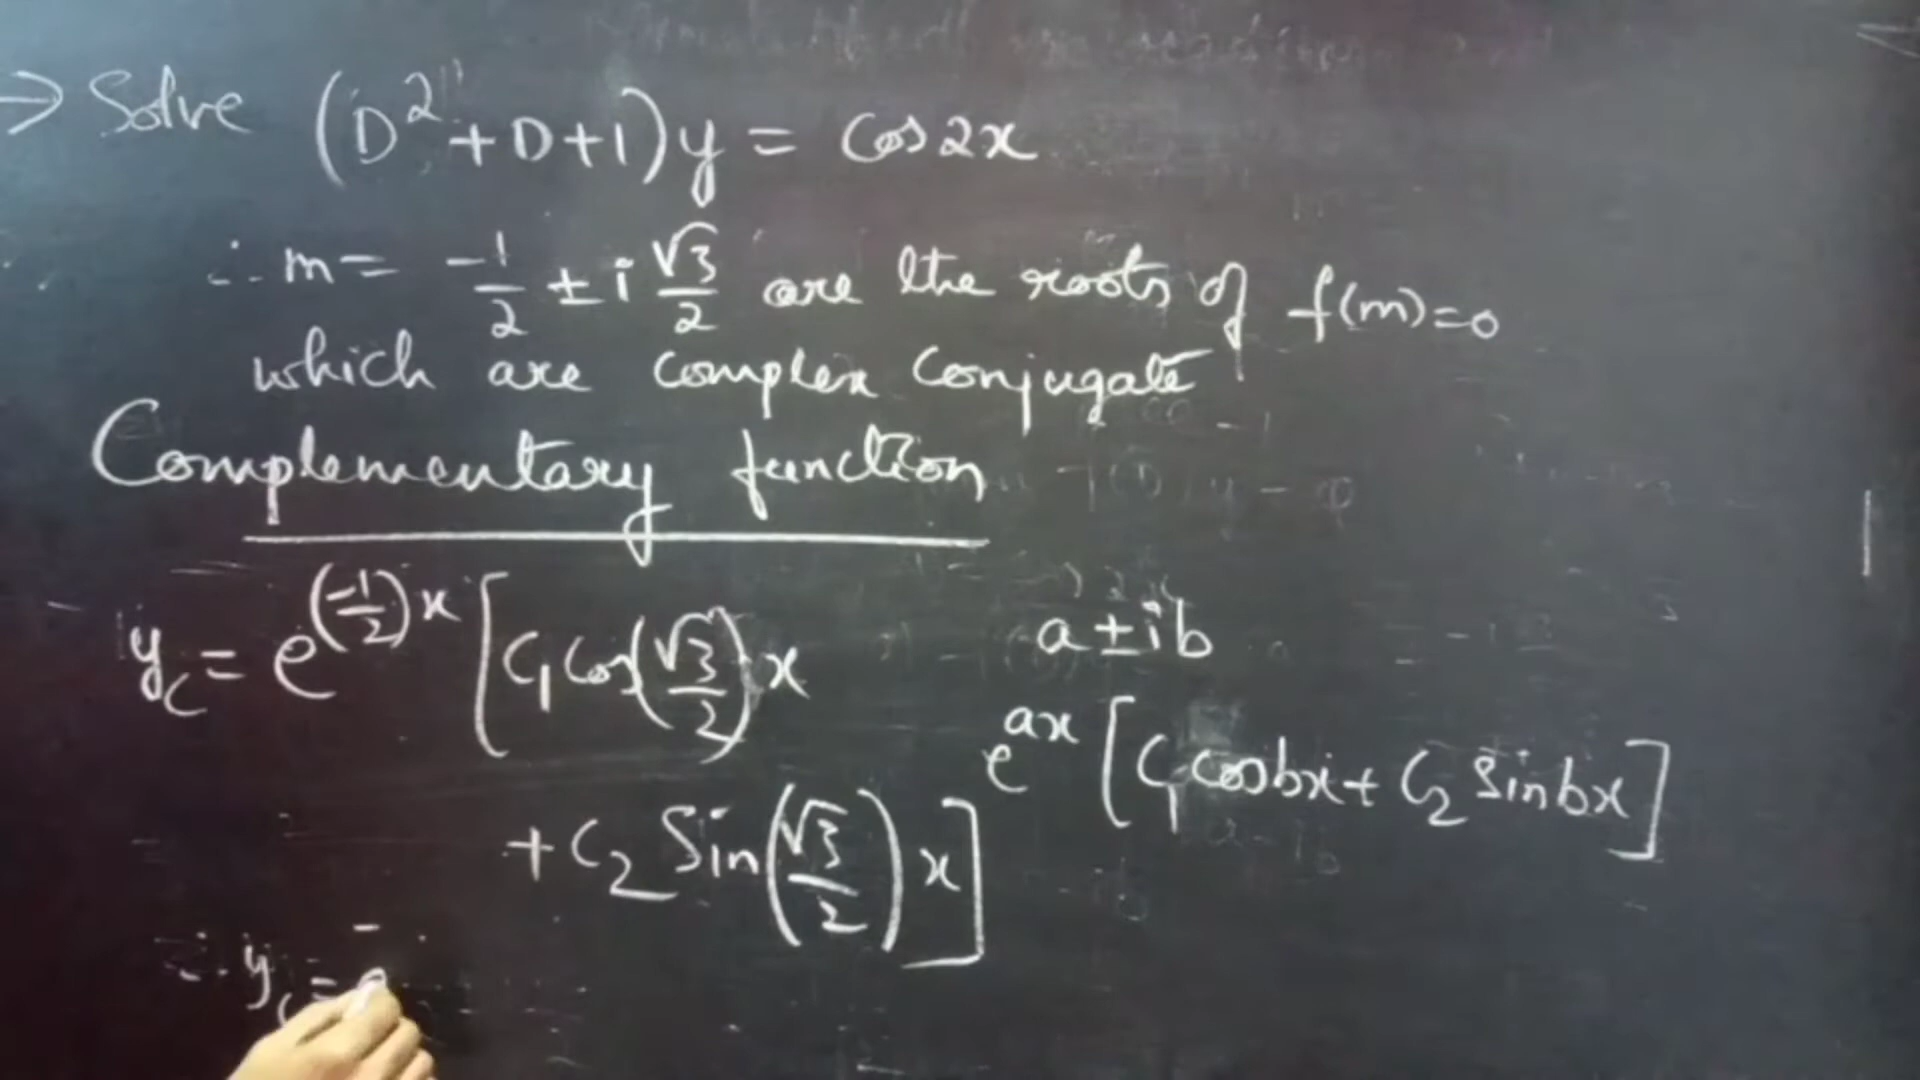 → Solve (D² + D + 1) y = Cos 2x
∴ m = -1/2 ± i √3/2 are the roots of f(m) = 0
which are complex conjugate
Complementary function
y_c = e^(-1/2)x [C₁ Cos(√3/2) x
+ C₂ Sin(√3/2) x]
a ± ib
e^ax [C₁ cos bx + C₂ Sin bx]
∴ y_c =